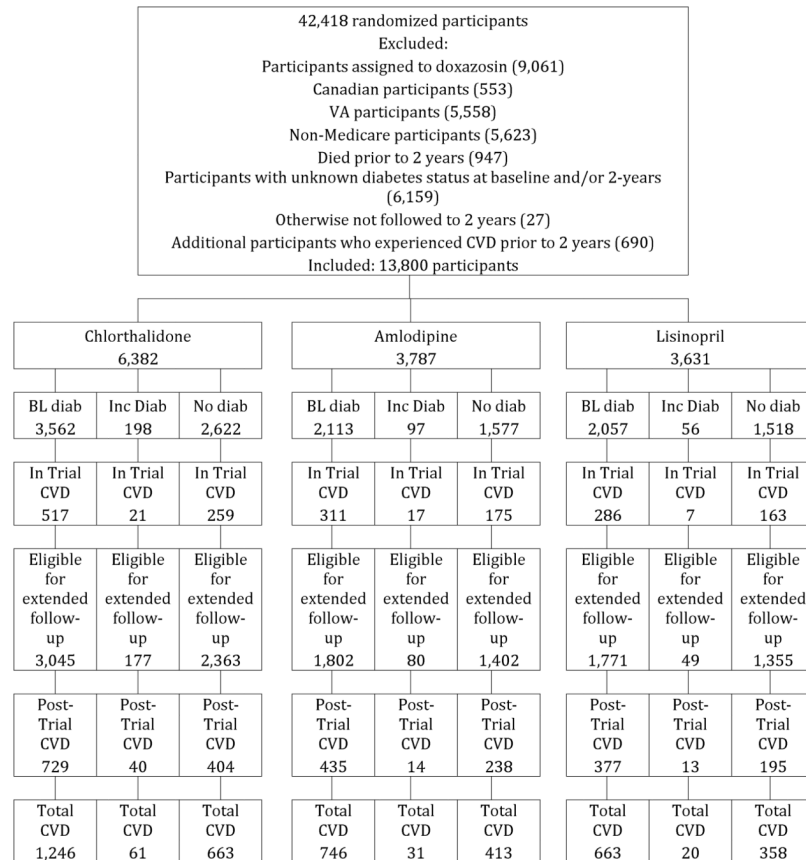 42,418 randomized participants
Excluded:
Participants assigned to doxazosin (9,061)
Canadian participants (553)
VA participants (5,558)
Non-Medicare participants (5,623)
Died prior to 2 years (947)
Participants with unknown diabetes status at baseline and/or 2-years
(6,159)
Otherwise not followed to 2 years (27)
Additional participants who experienced CVD prior to 2 years (690)
Included: 13,800 participants
Chlorthalidone
6,382
Amlodipine
3,787
Lisinopril
3,631
BL diab
3,562
Inc Diab
198
No diab
2,622
BL diab
2,113
Inc Diab
97
No diab
1,577
BL diab
2,057
Inc Diab
56
No diab
1,518
In Trial
CVD
517
In Trial
CVD
21
In Trial
CVD
259
In Trial
CVD
311
In Trial
CVD
17
In Trial
CVD
175
In Trial
CVD
286
In Trial
CVD
7
In Trial
CVD
163
Eligible
for
extended
follow-
up
3,045
Eligible
for
extended
follow-
up
177
Eligible
for
extended
follow-
up
2,363
Eligible
for
extended
follow-
up
1,802
Eligible
for
extended
follow-
up
80
Eligible
for
extended
follow-
up
1,402
Eligible
for
extended
follow-
up
1,771
Eligible
for
extended
follow-
up
49
Eligible
for
extended
follow-
up
1,355
Post-
Trial
CVD
729
Post-
Trial
CVD
40
Post-
Trial
CVD
404
Post-
Trial
CVD
435
Post-
Trial
CVD
14
Post-
Trial
CVD
238
Post-
Trial
CVD
377
Post-
Trial
CVD
13
Post-
Trial
CVD
195
Total
CVD
1,246
Total
CVD
61
Total
CVD
663
Total
CVD
746
Total
CVD
31
Total
CVD
413
Total
CVD
663
Total
CVD
20
Total
CVD
358